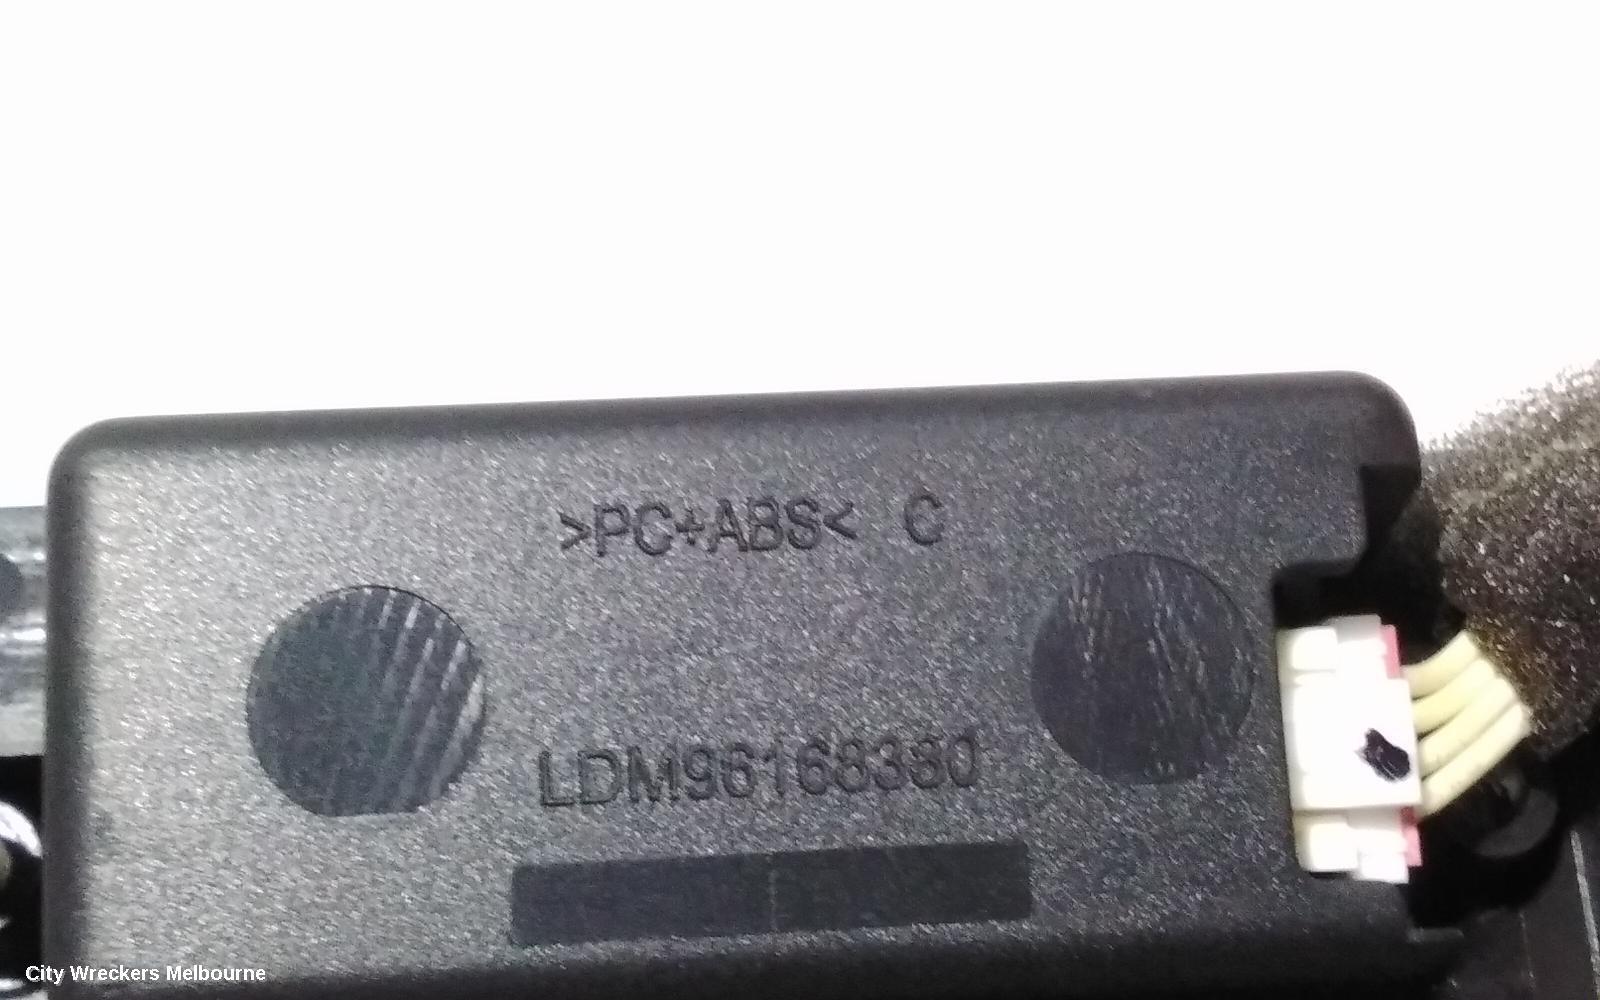 >PC+ABS< C
LDM96168380
City Wreckers Melbourne